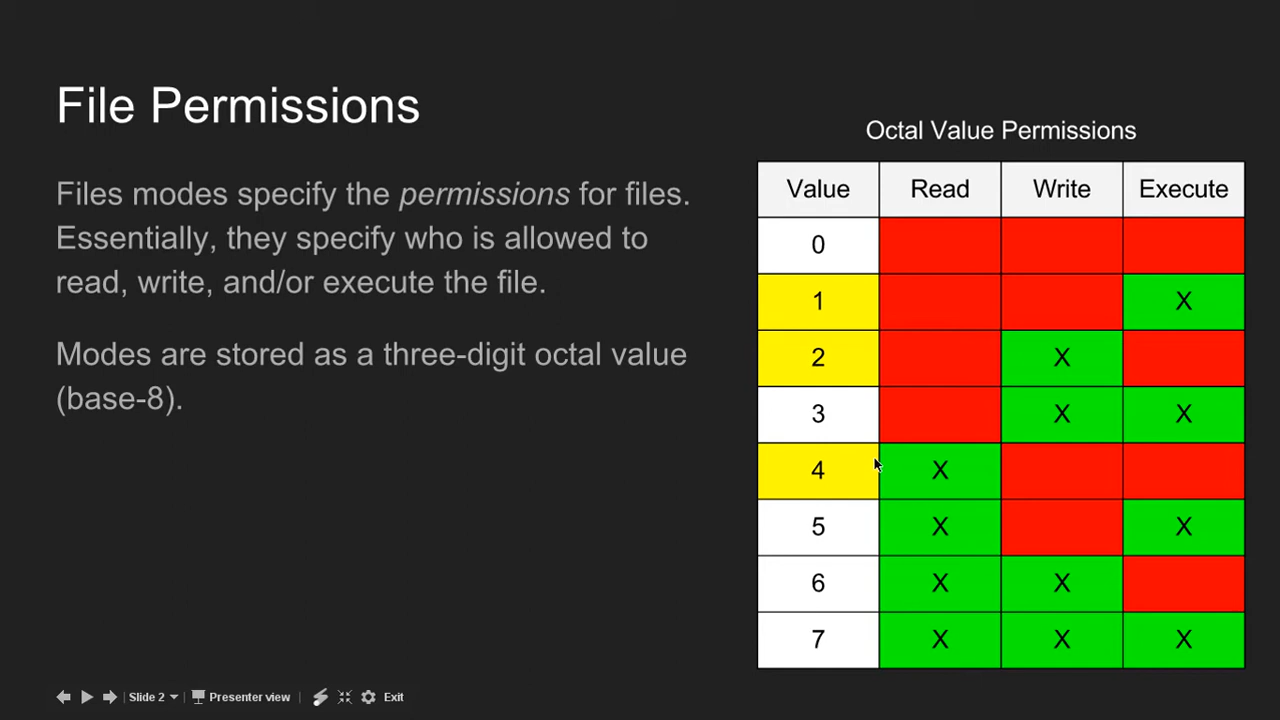 File Permissions
Files modes specify the permissions for files.
Essentially, they specify who is allowed to
read, write, and/or execute the file.
Modes are stored as a three-digit octal value
(base-8).
Octal Value Permissions
Value Read Write Execute
0
1 X
2 X
3 X X
4 X
5 X X
6 X X
7 X X X
Slide 2 Presenter view Exit